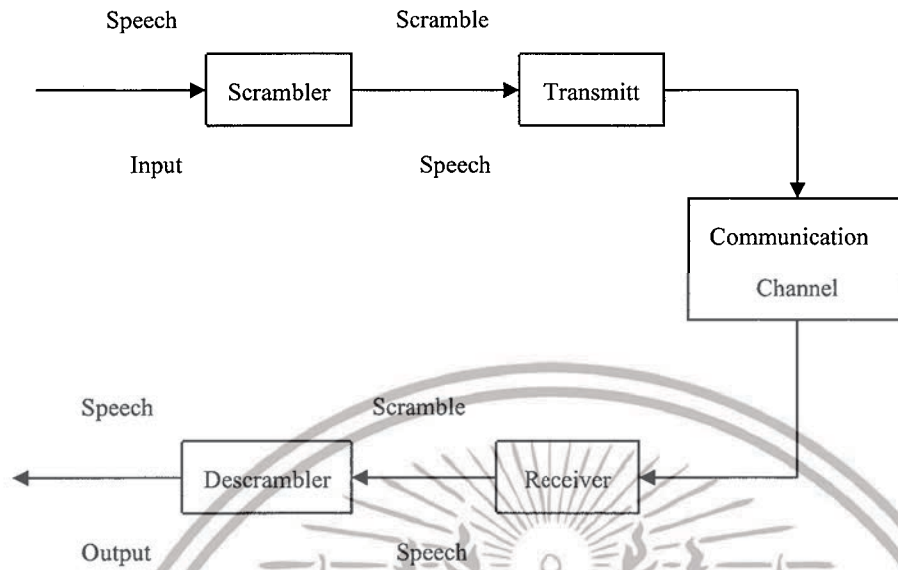 Speech
Scramble
Scrambler
Transmitt
Input
Speech
Communication
Channel
Speech
Scramble
Descrambler
Receiver
Output
Speech